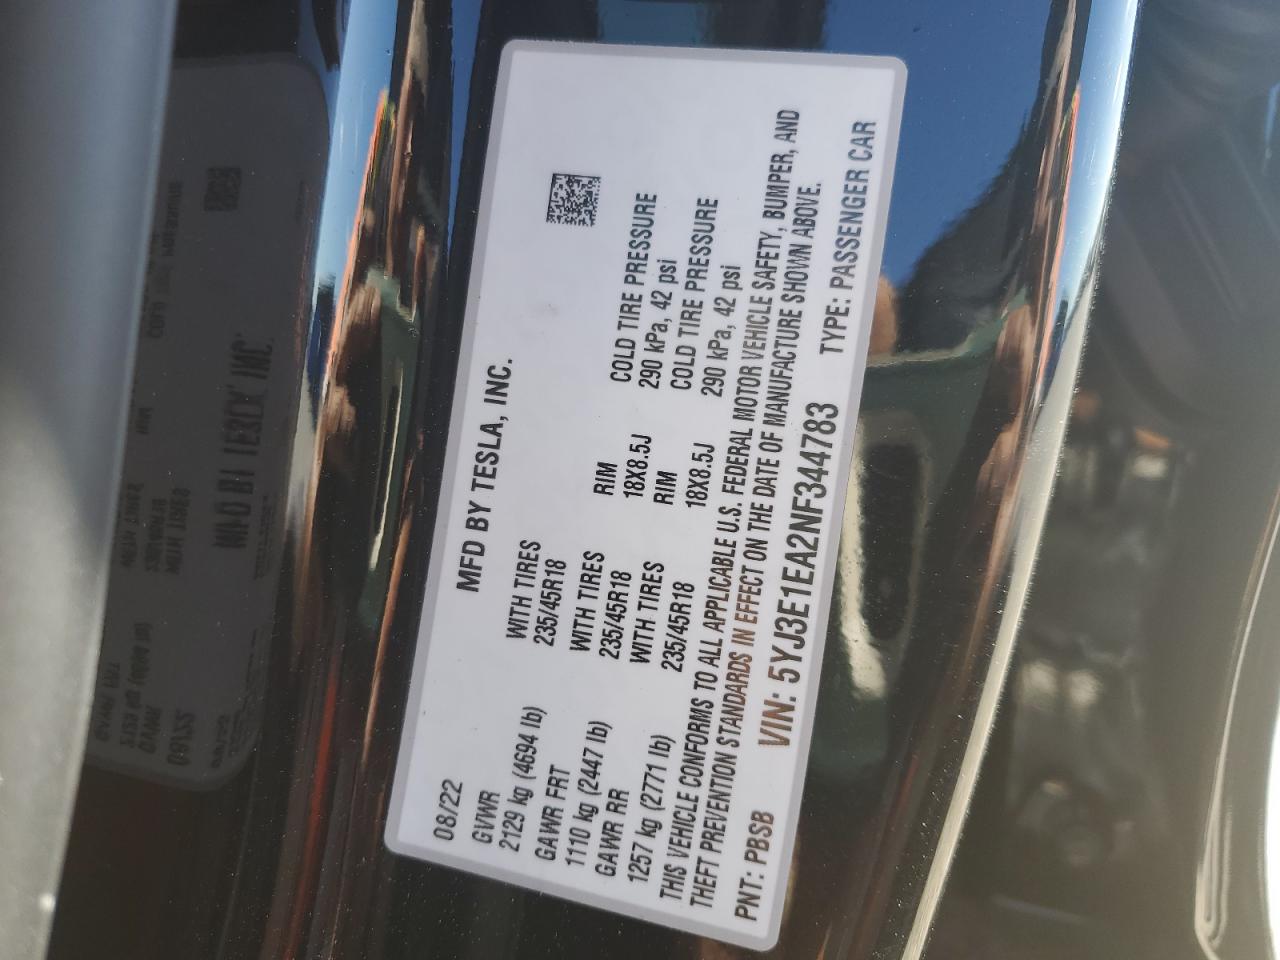 MFD BY TESLA, INC.
08/22
GVWR WITH TIRES RIM COLD TIRE PRESSURE
2129 kg (4694 lb) 235/45R18 18X8.5J 290 kPa, 42 psi
GAWR FRT WITH TIRES RIM COLD TIRE PRESSURE
1110 kg (2447 lb) 235/45R18 18X8.5J 290 kPa, 42 psi
GAWR RR WITH TIRES
1257 kg (2771 lb) 235/45R18
THIS VEHICLE CONFORMS TO ALL APPLICABLE U.S. FEDERAL MOTOR VEHICLE SAFETY, BUMPER, AND
THEFT PREVENTION STANDARDS IN EFFECT ON THE DATE OF MANUFACTURE SHOWN ABOVE.
PNT: PBSB VIN: 5YJ3E1EA2NF344783 TYPE: PASSENGER CAR